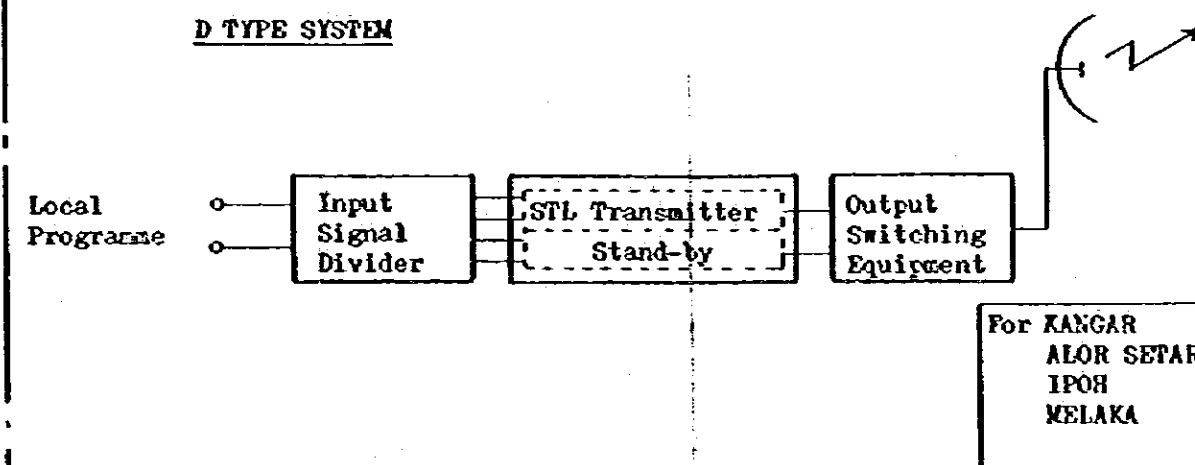 D TYPE SYSTEM
Local
Programme
Input
Signal
Divider
STL Transmitter
Stand-by
Output
Switching
Equipment
For KANGAR
ALOR SETAR
IPOH
MELAKA